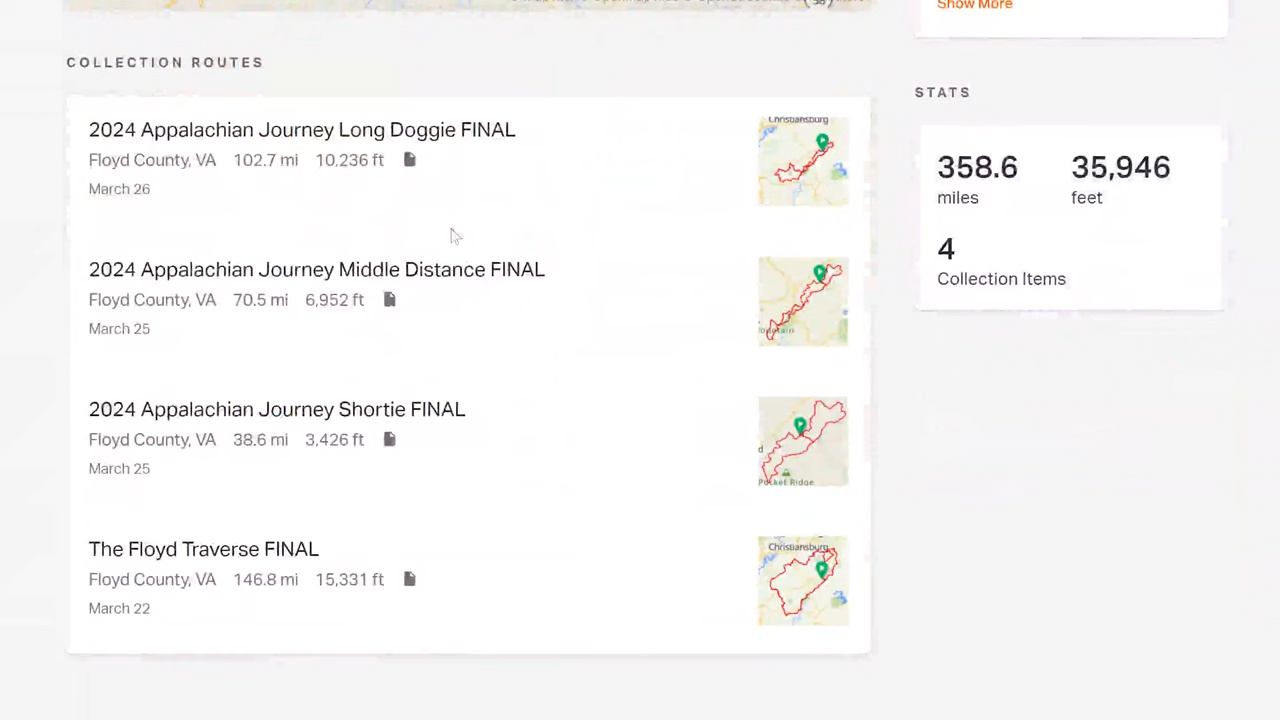 Show More
COLLECTION ROUTES
STATS
2024 Appalachian Journey Long Doggie FINAL
Floyd County, VA 102.7 mi 10,236 ft
March 26
Christiansburg
358.6 35,946
miles feet
4
Collection Items
2024 Appalachian Journey Middle Distance FINAL
Floyd County, VA 70.5 mi 6,952 ft
March 25
2024 Appalachian Journey Shortie FINAL
Floyd County, VA 38.6 mi 3,426 ft
March 25
Pocket Ridge
The Floyd Traverse FINAL
Floyd County, VA 146.8 mi 15,331 ft
March 22
Christiansburg